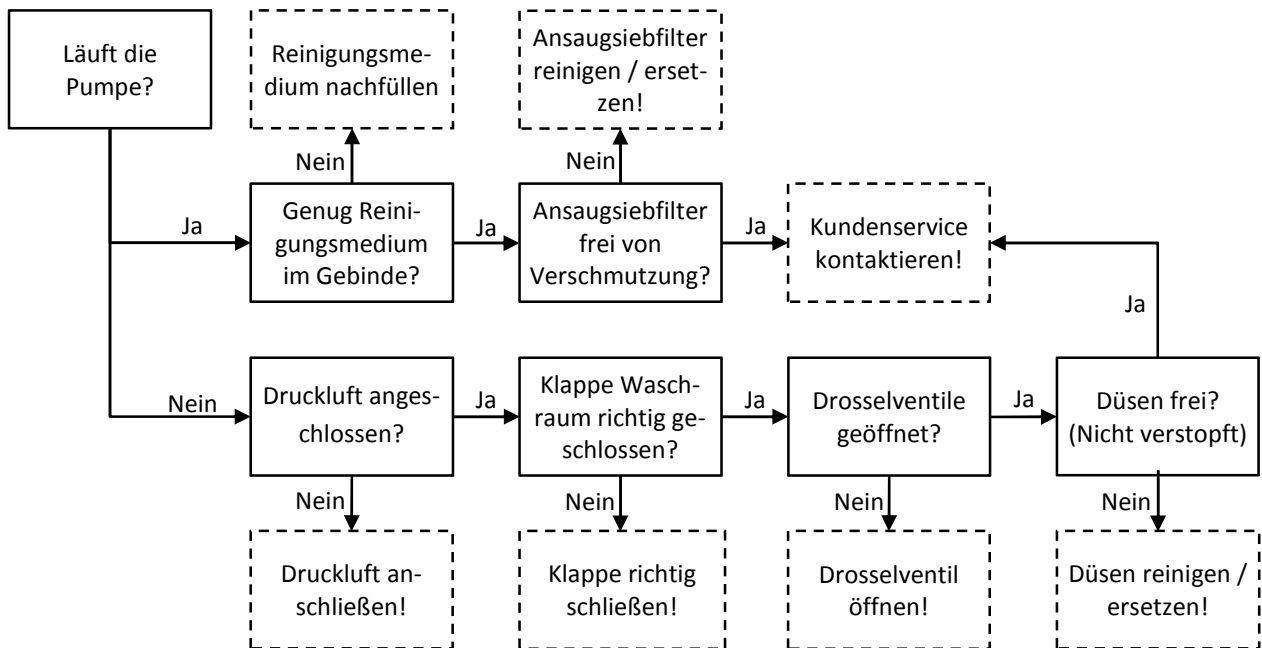 Läuft die
Pumpe?
Reinigungsme-
dium nachfüllen
Ansaugsiebfilter
reinigen / erset-
zen!
Nein
Nein
Ja
Genug Reini-
gungsmedium
im Gebinde?
Ja
Ansaugsiebfilter
frei von
Verschmutzung?
Ja
Kundenservice
kontaktieren!
Ja
Nein
Druckluft anges-
chlossen?
Ja
Klappe Wasch-
raum richtig ge-
schlossen?
Ja
Drosselventile
geöffnet?
Ja
Düsen frei?
(Nicht verstopft)
Nein
Nein
Nein
Nein
Druckluft an-
schließen!
Klappe richtig
schließen!
Drosselventil
öffnen!
Düsen reinigen /
ersetzen!